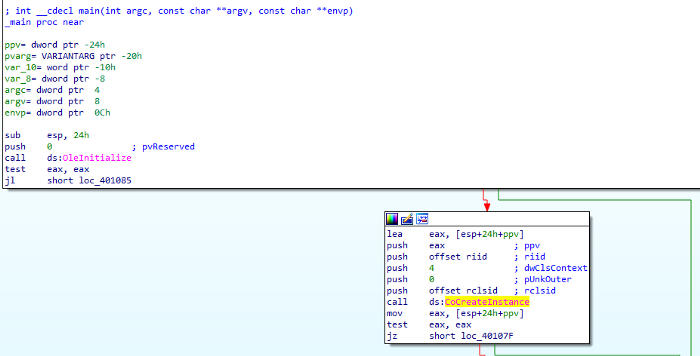 ; int __cdecl main(int argc, const char **argv, const char **envp)
_main proc near
ppv= dword ptr -24h
pvarg= VARIANTARG ptr -20h
var_10= word ptr -10h
var_8= dword ptr -8
argc= dword ptr  4
argv= dword ptr  8
envp= dword ptr  0Ch
sub     esp, 24h
push    0               ; pvReserved
call    ds:OleInitialize
test    eax, eax
jl      short loc_401085
lea     eax, [esp+24h+ppv]
push    eax             ; ppv
push    offset riid     ; riid
push    4               ; dwClsContext
push    0               ; pUnkOuter
push    offset rclsid   ; rclsid
call    ds:CoCreateInstance
mov     eax, [esp+24h+ppv]
test    eax, eax
jz      short loc_40107F